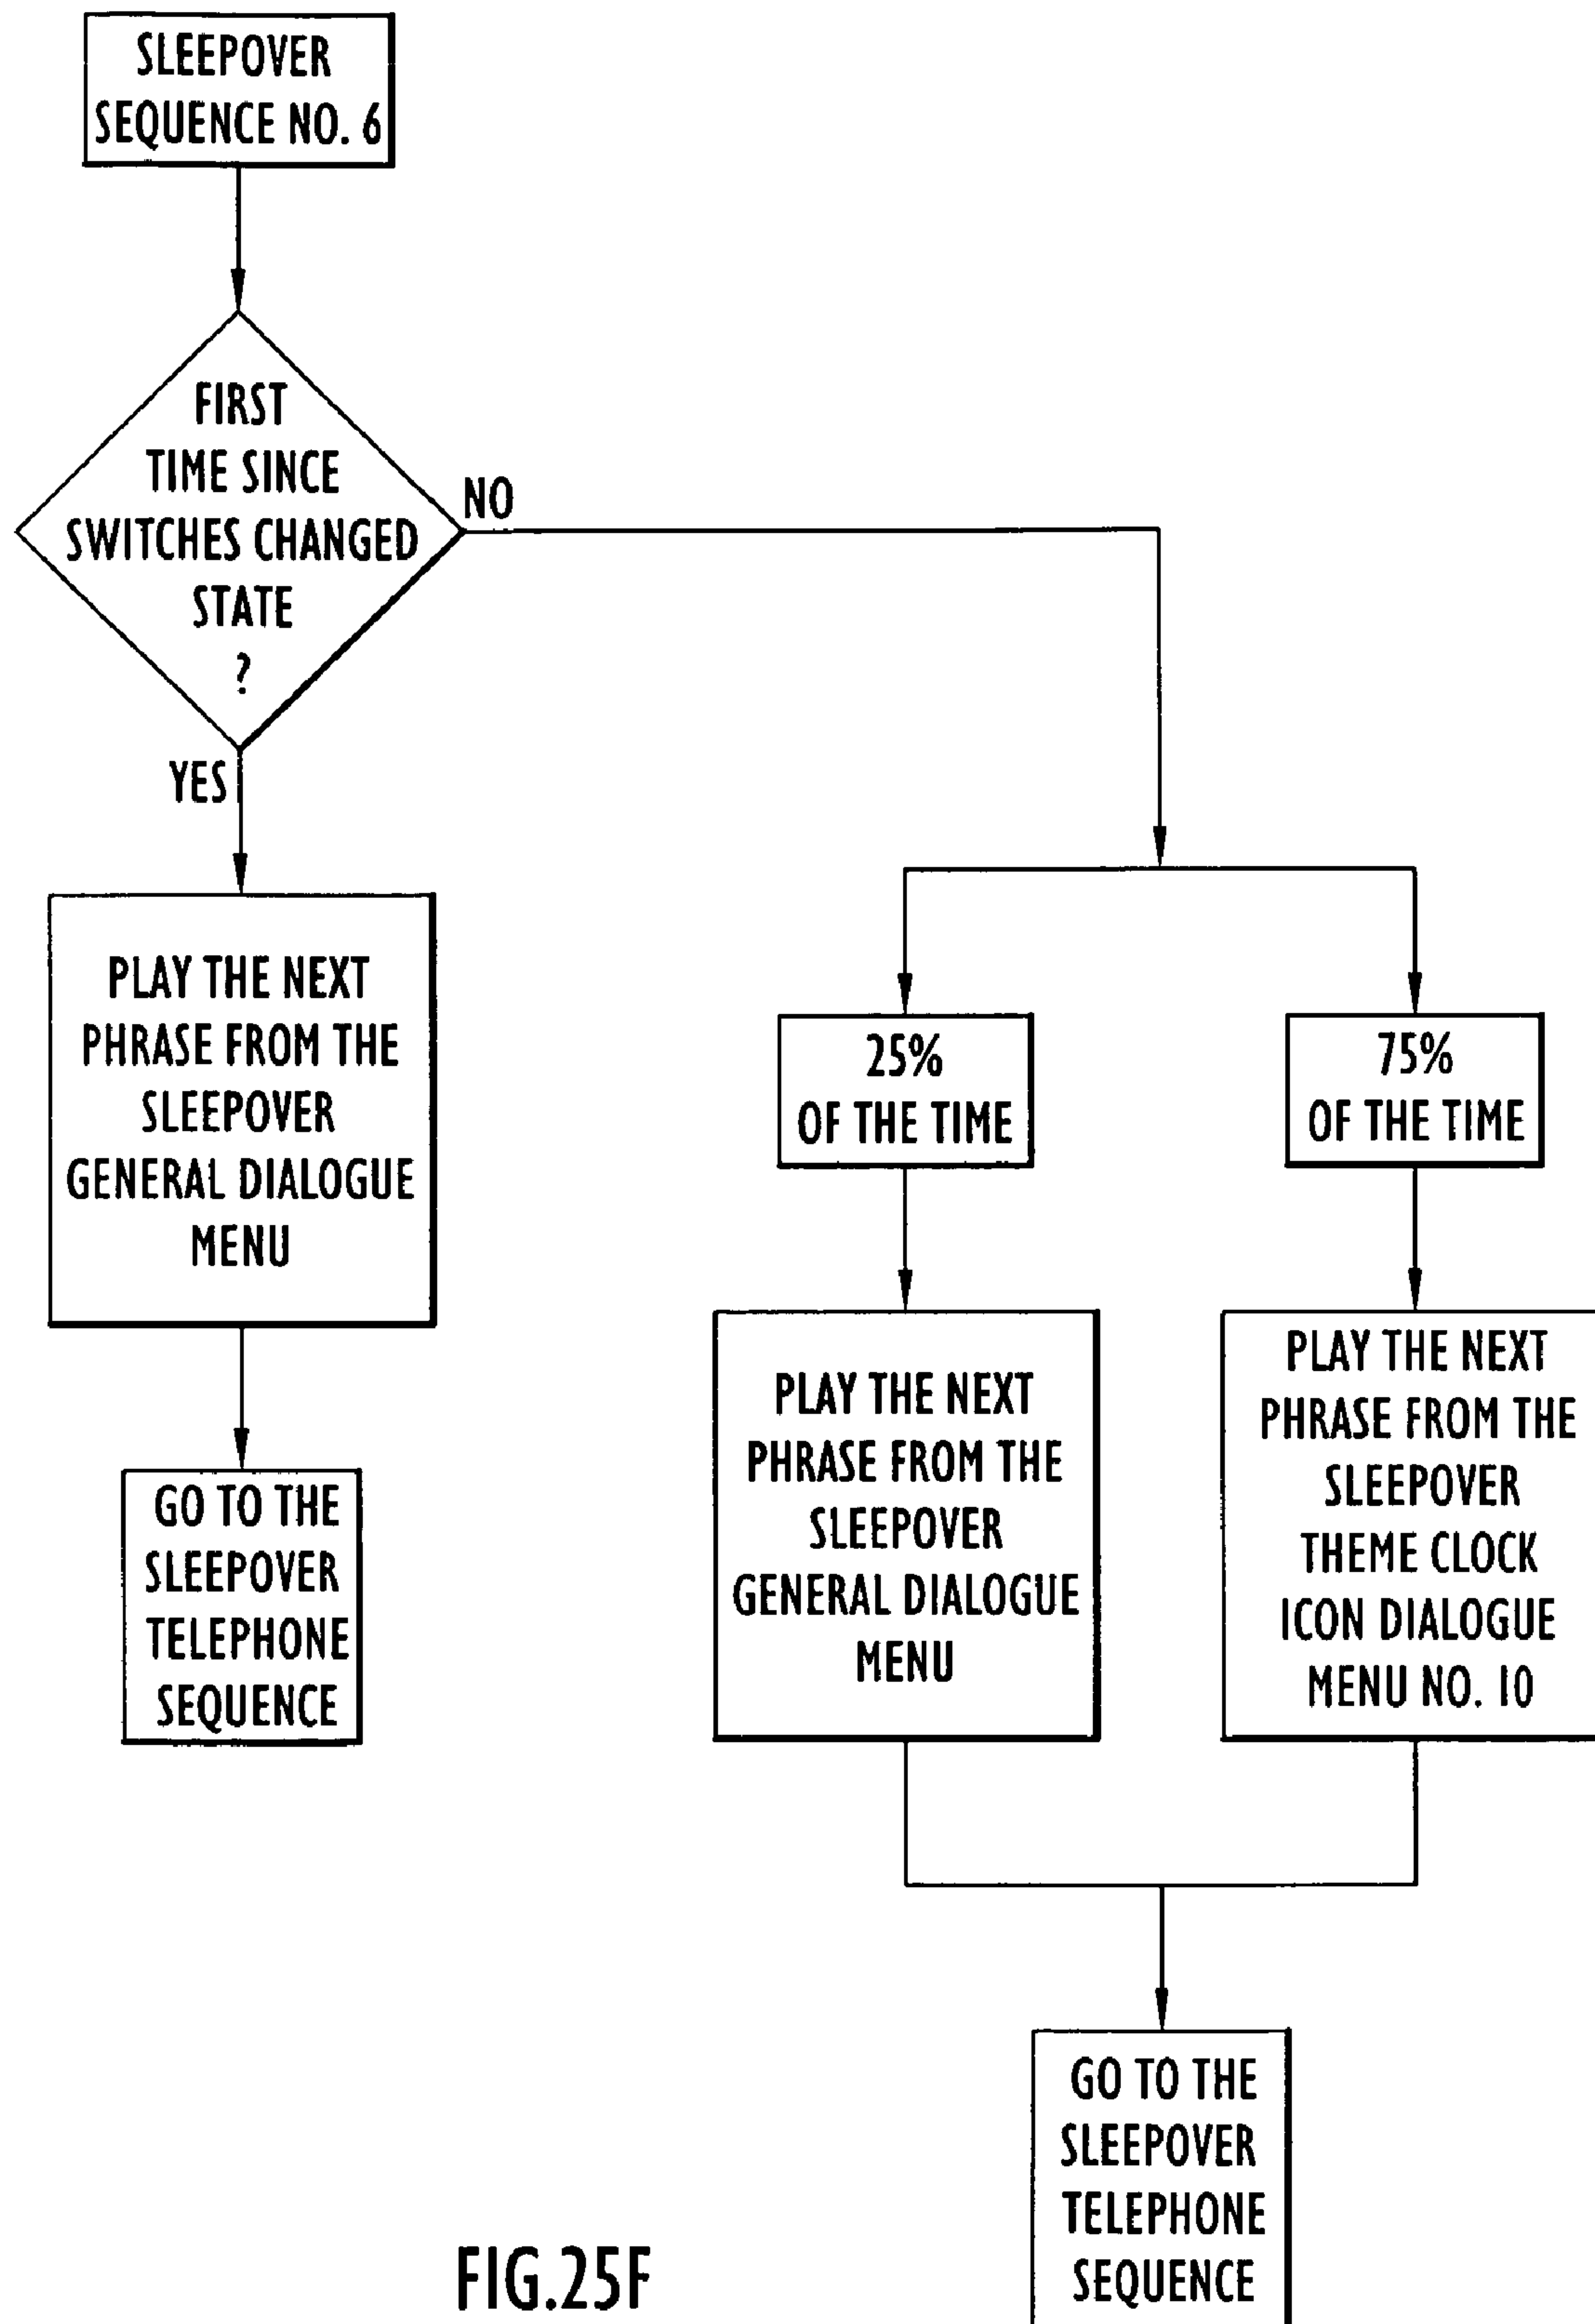 SLEEPOVER
SEQUENCE NO. 6
FIRST
TIME SINCE
SWITCHES CHANGED
STATE
?
NO
YES
PLAY THE NEXT
PHRASE FROM THE
SLEEPOVER
GENERAL DIALOGUE
MENU
GO TO THE
SLEEPOVER
TELEPHONE
SEQUENCE
25%
OF THE TIME
75%
OF THE TIME
PLAY THE NEXT
PHRASE FROM THE
SLEEPOVER
GENERAL DIALOGUE
MENU
PLAY THE NEXT
PHRASE FROM THE
SLEEPOVER
THEME CLOCK
ICON DIALOGUE
MENU NO. 10
GO TO THE
SLEEPOVER
TELEPHONE
SEQUENCE
FIG.25F